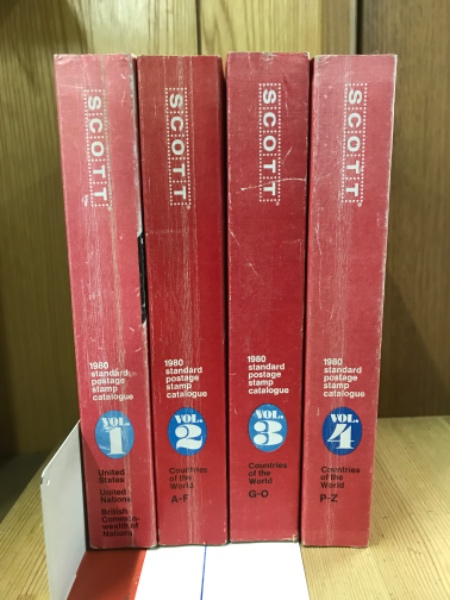 SCOTT
1980
standard
postage
stamp
catalogue
VOL.
1
United
States
United
Nations
British
Common-
wealth of
Nations
SCOTT
1980
standard
postage
stamp
catalogue
VOL.
2
Countries
of the
World
A-F
SCOTT
1980
standard
postage
stamp
catalogue
VOL.
3
Countries
of the
World
G-O
SCOTT
1980
standard
postage
stamp
catalogue
VOL.
4
Countries
of the
World
P-Z